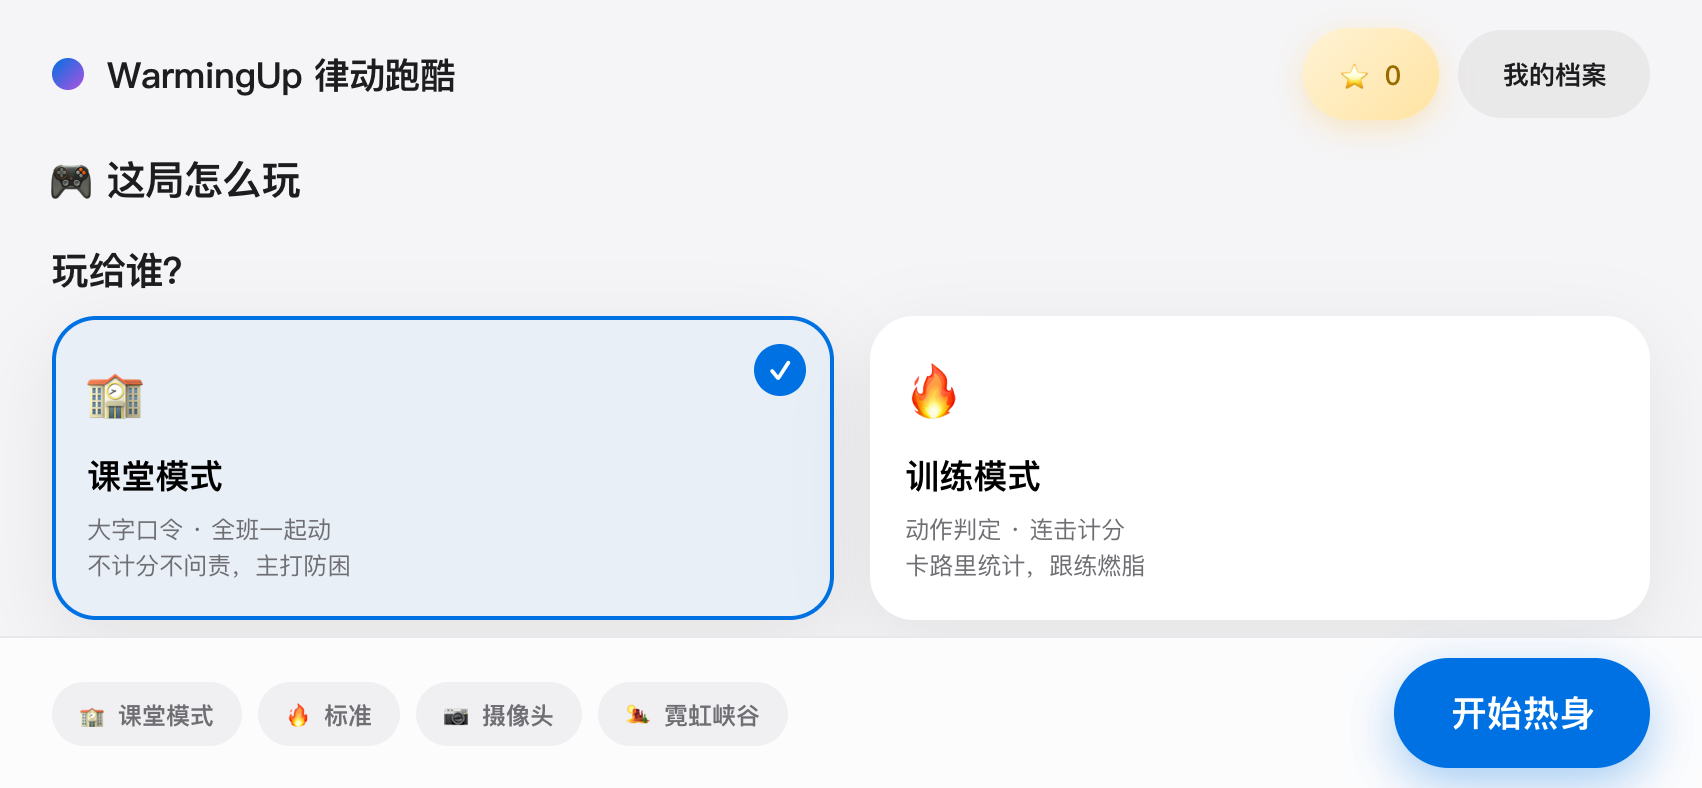 WarmingUp 律动跑酷
0
我的档案
这局怎么玩
玩给谁?
课堂模式
大字口令 · 全班一起动
不计分不问责，主打防困
训练模式
动作判定 · 连击计分
卡路里统计，跟练燃脂
课堂模式
标准
摄像头
霓虹峡谷
开始热身